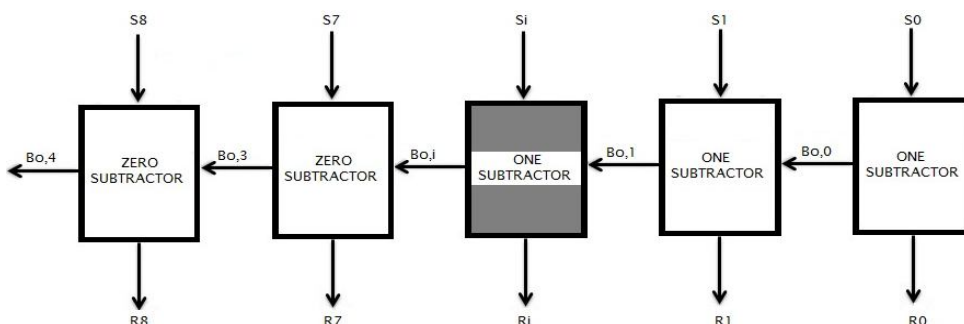 S8 S7 Si S1 S0
Bo,4 Bo,3 Bo,i Bo,1 Bo,0
ZERO SUBTRACTOR
ZERO SUBTRACTOR
ONE SUBTRACTOR
ONE SUBTRACTOR
ONE SUBTRACTOR
R8 R7 Ri R1 R0